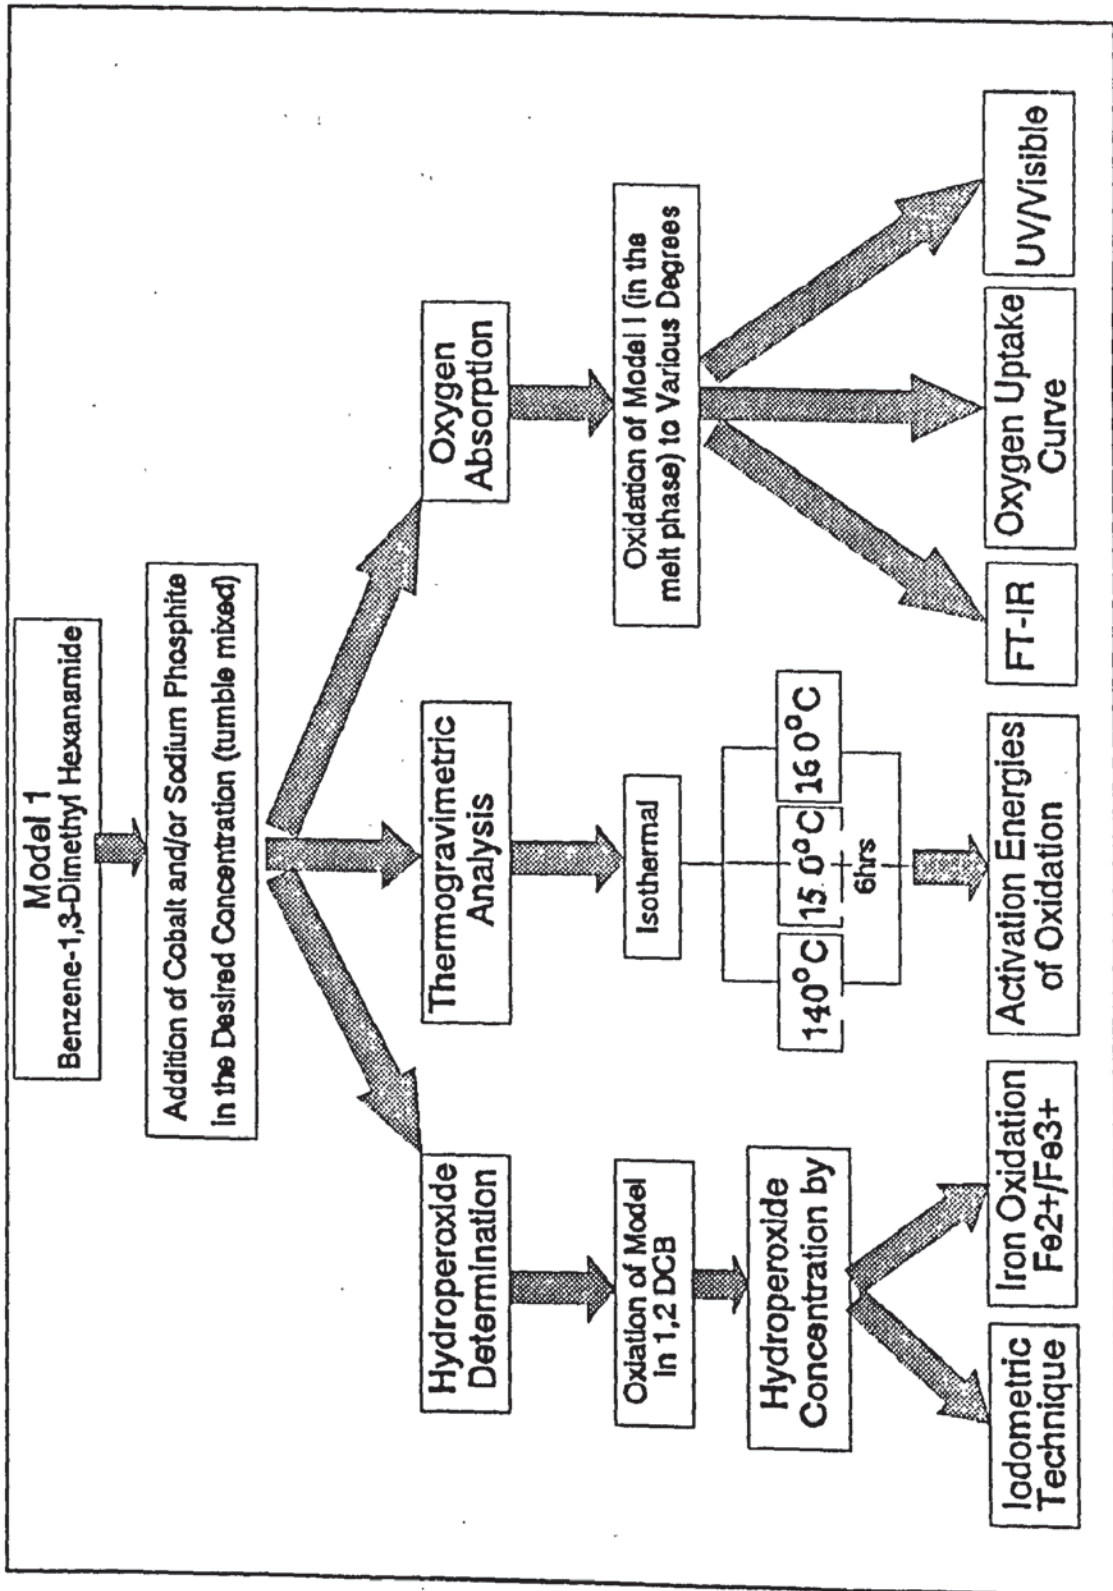 Model 1
Benzene-1,3-Dimethyl Hexanamide
Addition of Cobalt and/or Sodium Phosphite
in the Desired Concentration (tumble mixed)
Hydroperoxide
Determination
Thermogravimetric
Analysis
Oxygen
Absorption
Oxiation of Model
in 1,2 DCB
Isothermal
Oxidation of Model I (in the
melt phase) to Various Degrees
Hydroperoxide
Concentration by
140°C
15.0°C
160°C
6hrs
Iodometric
Technique
Iron Oxidation
Fe2+/Fe3+
Activation Energies
of Oxidation
FT-IR
Oxygen Uptake
Curve
UV/Visible